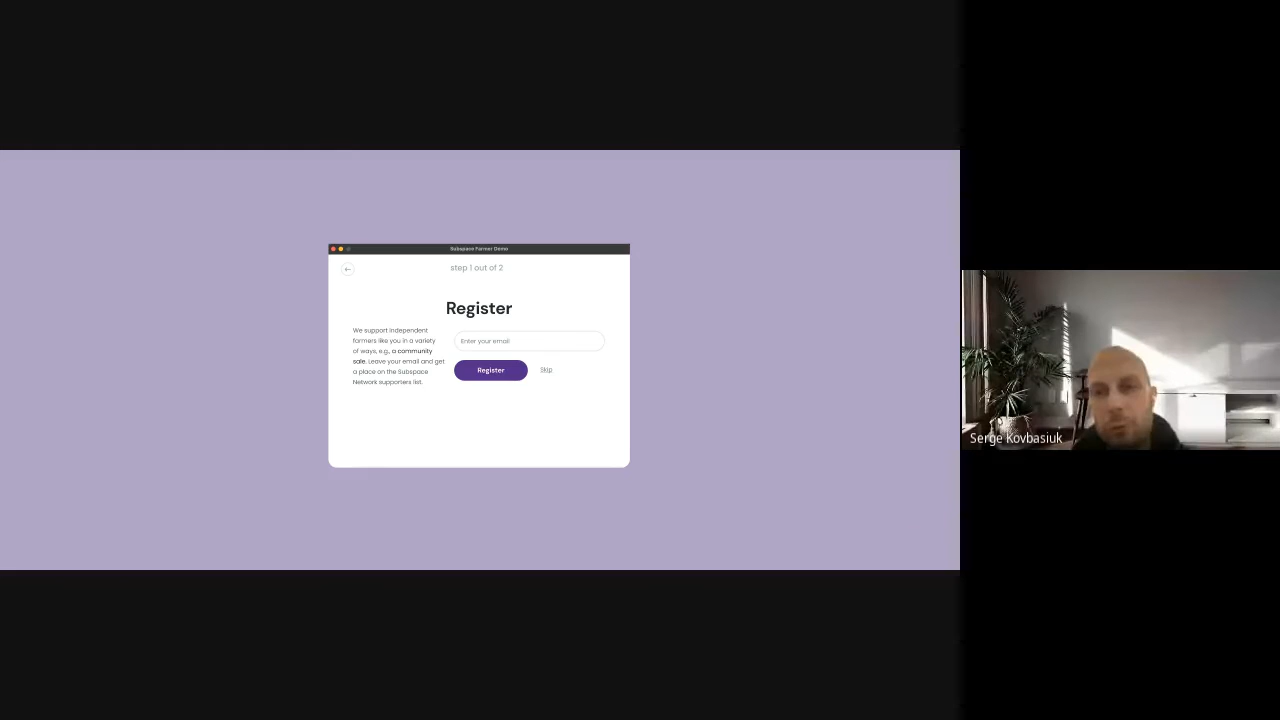 Subspave Farmer Demo
step 1 out of 2
Register
We support independent
farmers like you in a variety
of ways, e.g., a community
sale. Leave your email and get
a place on the Subspace
Network supporters list.
Enter your email
Register
Skip
Serge Kovbasiuk